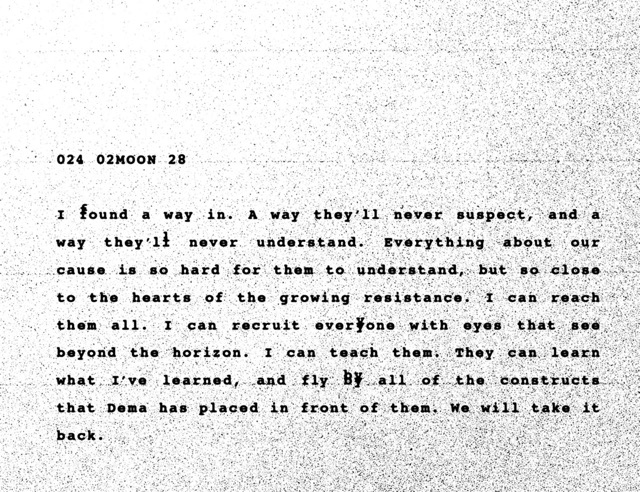 024 02MOON 28
I found a way in. A way they'll never suspect, and a
way they'll never understand. Everything about our
cause is so hard for them to understand, but so close
to the hearts of the growing resistance. I can reach
them all. I can recruit everyone with eyes that see
beyond the horizon. I can teach them. They can learn
what I've learned, and fly by all of the constructs
that Dema has placed in front of them. We will take it
back.